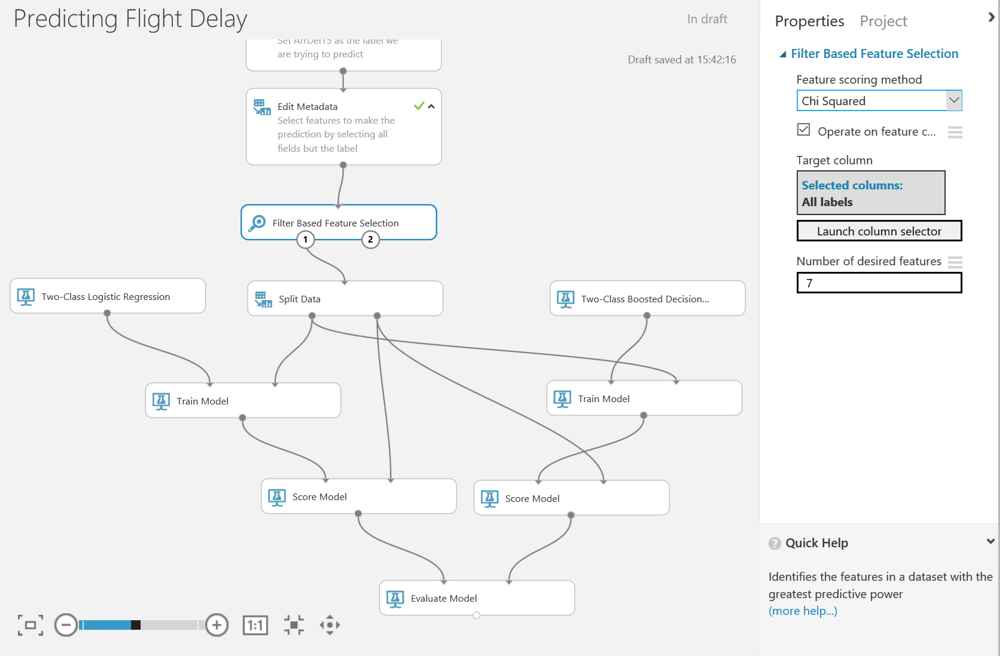 Predicting Flight Delay
In draft
Draft saved at 15:42:16
Set ArrDel15 as the label we
are trying to predict
Edit Metadata
Select features to make the
prediction by selecting all
fields but the label
Filter Based Feature Selection
1
2
Two-Class Logistic Regression
Split Data
Two-Class Boosted Decision...
Train Model
Train Model
Score Model
Score Model
Evaluate Model
1:1
Properties
Project
Filter Based Feature Selection
Feature scoring method
Chi Squared
Operate on feature c...
Target column
Selected columns:
All labels
Launch column selector
Number of desired features
7
? Quick Help
Identifies the features in a dataset with the
greatest predictive power
(more help...)